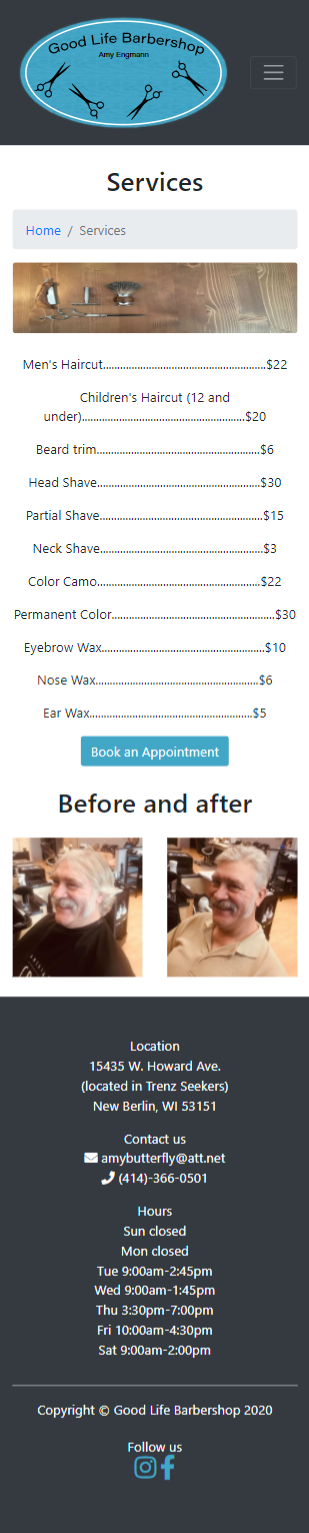 Good Life Barbershop
Amy Engmann
Services
Home / Services
Men's Haircut........................................................$22
Children's Haircut (12 and
under)........................................................$20
Beard trim........................................................$6
Head Shave........................................................$30
Partial Shave........................................................$15
Neck Shave........................................................$3
Color Camo........................................................$22
Permanent Color........................................................$30
Eyebrow Wax........................................................$10
Nose Wax........................................................$6
Ear Wax........................................................$5
Book an Appointment
Before and after
Location
15435 W. Howard Ave.
(located in Trenz Seekers)
New Berlin, WI 53151
Contact us
amybutterfly@att.net
(414)-366-0501
Hours
Sun closed
Mon closed
Tue 9:00am-2:45pm
Wed 9:00am-1:45pm
Thu 3:30pm-7:00pm
Fri 10:00am-4:30pm
Sat 9:00am-2:00pm
Copyright © Good Life Barbershop 2020
Follow us